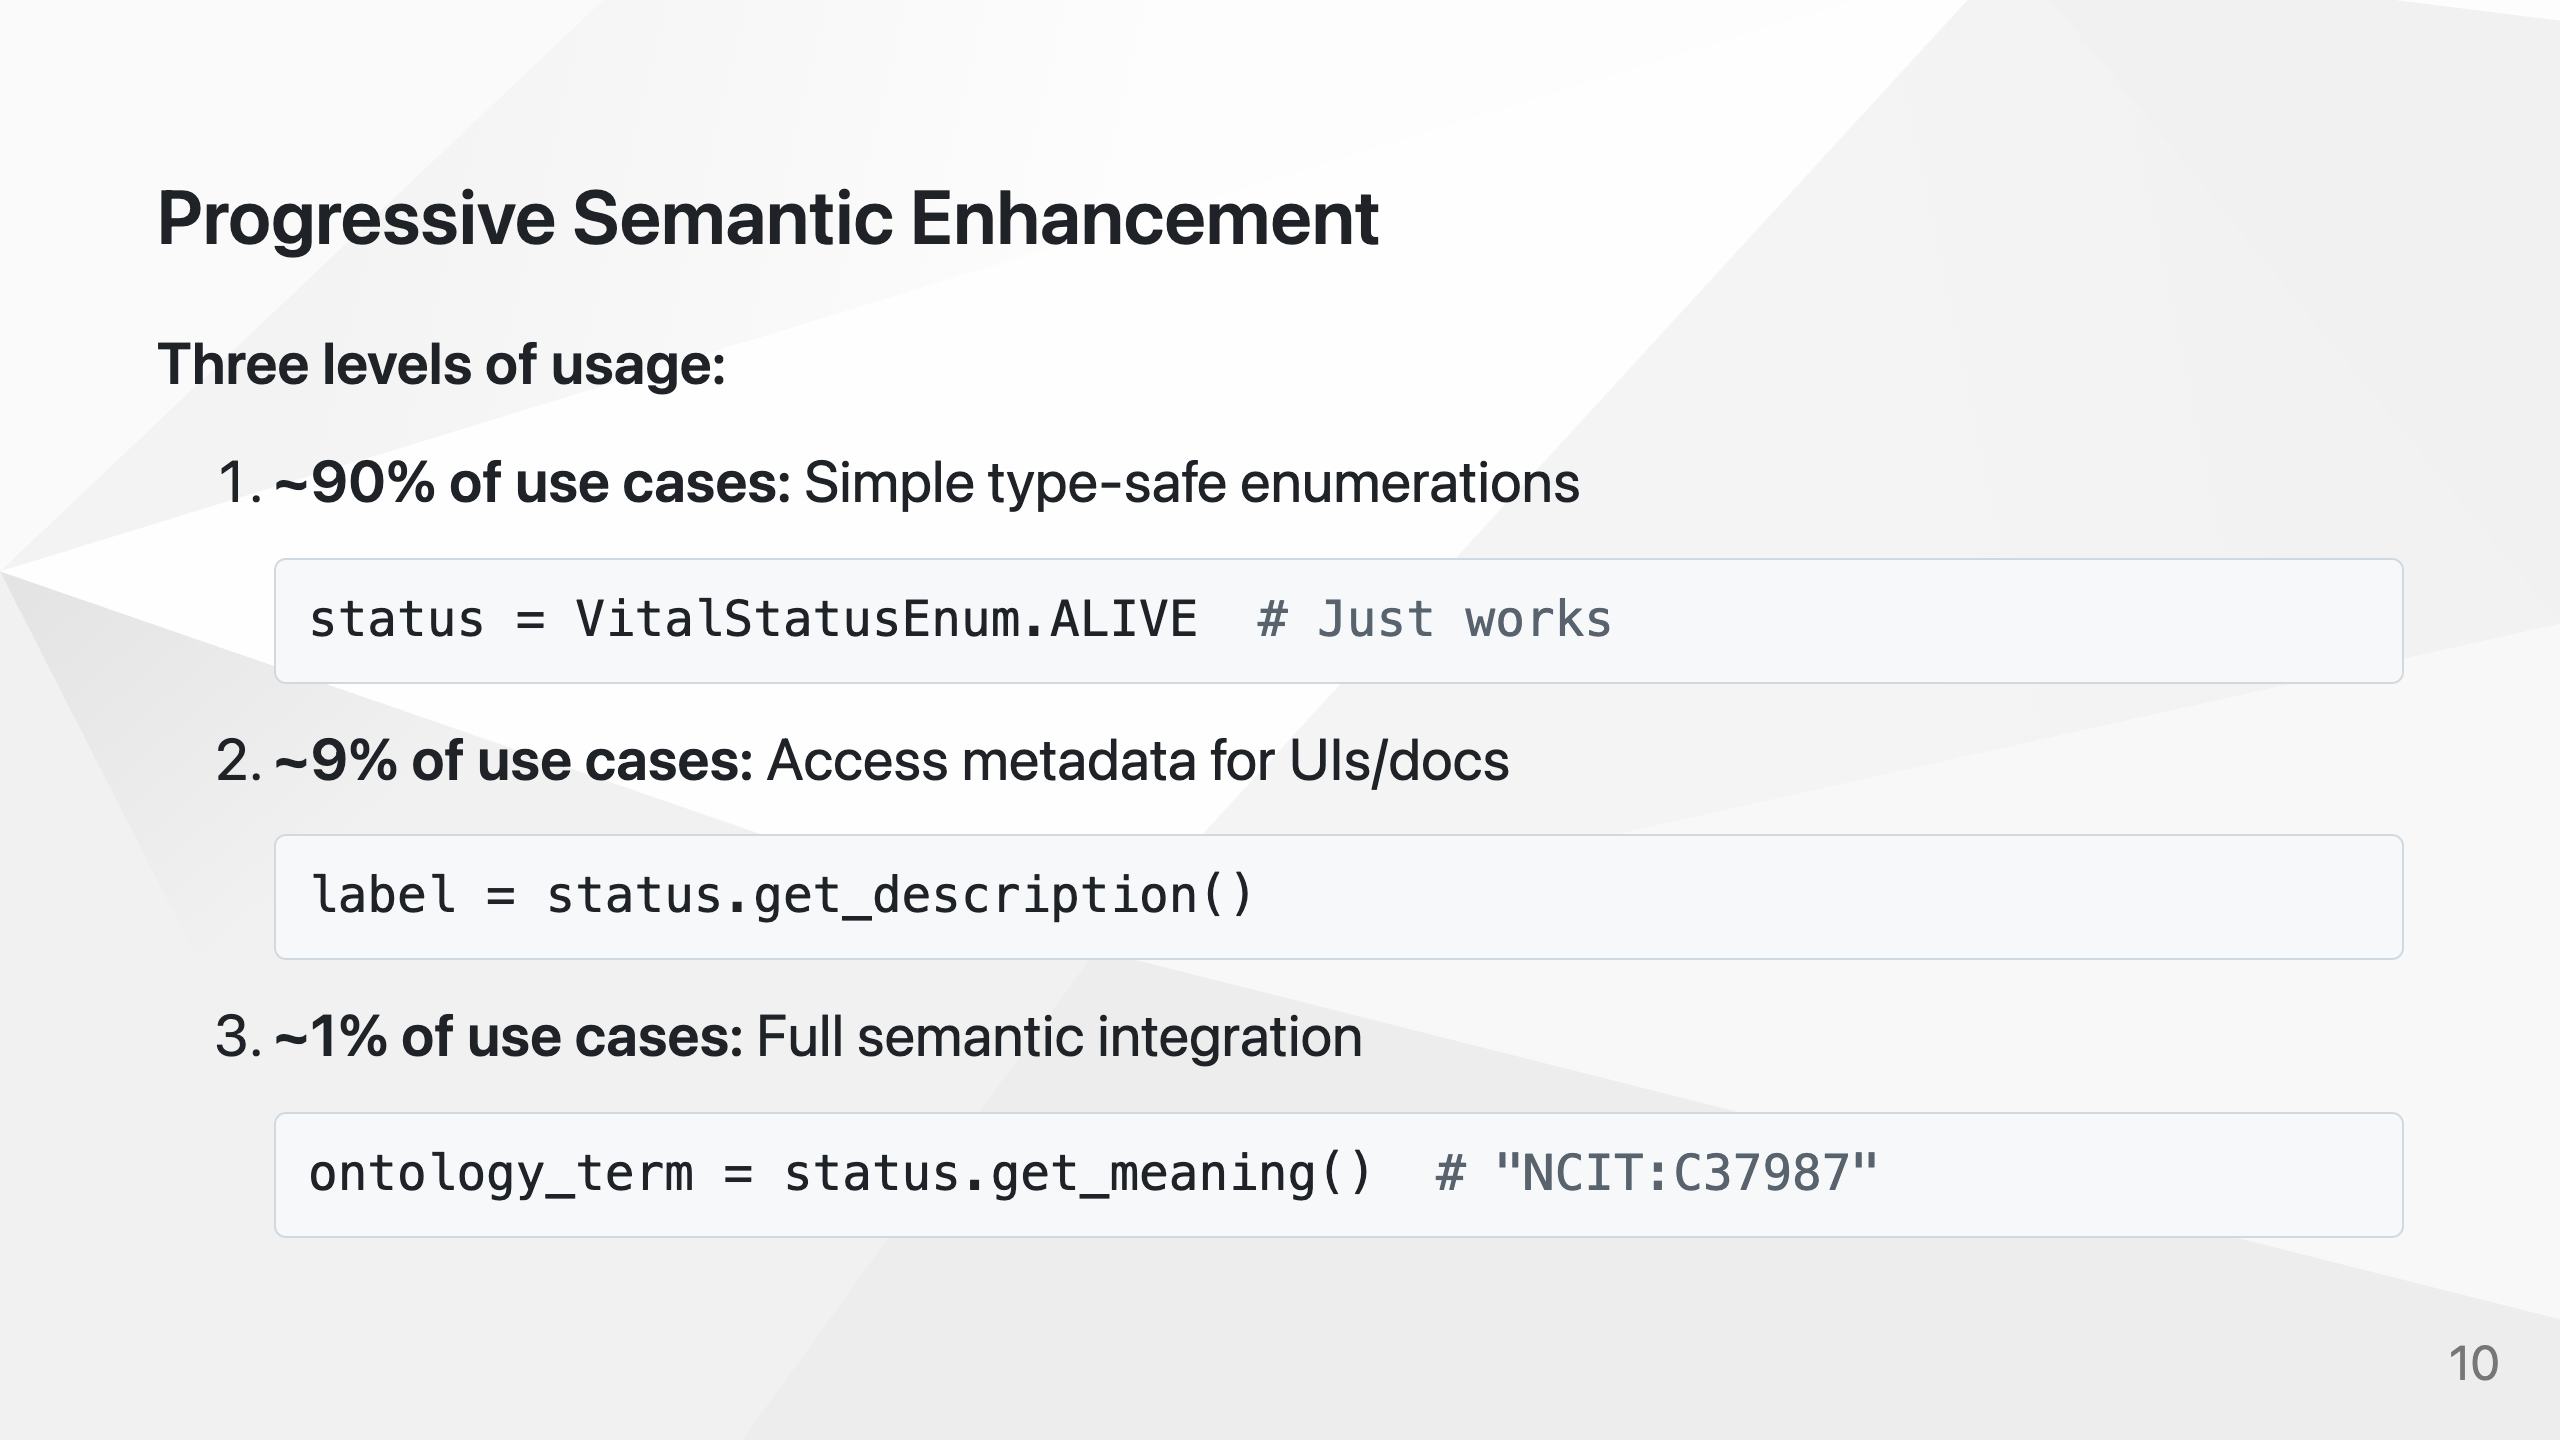 Progressive Semantic Enhancement
Three levels of usage:
1. ~90% of use cases: Simple type-safe enumerations
status = VitalStatusEnum.ALIVE  # Just works
2. ~9% of use cases: Access metadata for UIs/docs
label = status.get_description()
3. ~1% of use cases: Full semantic integration
ontology_term = status.get_meaning()  # "NCIT:C37987"
10